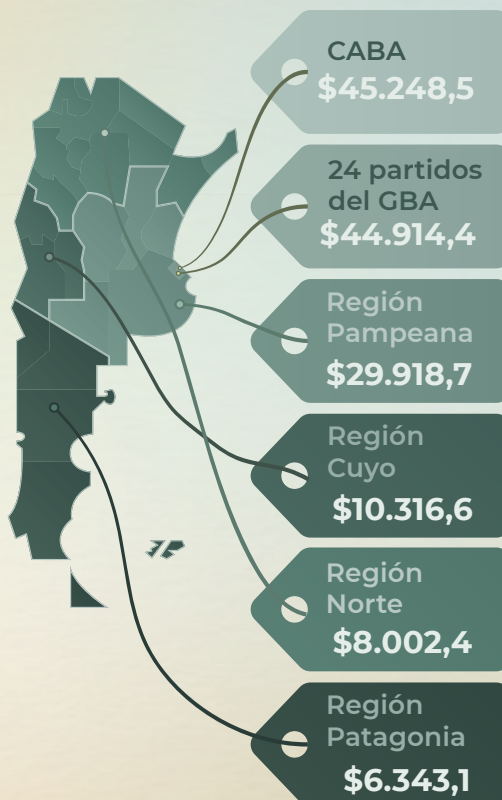 CABA
$45.248,5
24 partidos
del GBA
$44.914,4
Región
Pampeana
$29.918,7
Región
Cuyo
$10.316,6
Región
Norte
$8.002,4
Región
Patagonia
$6.343,1